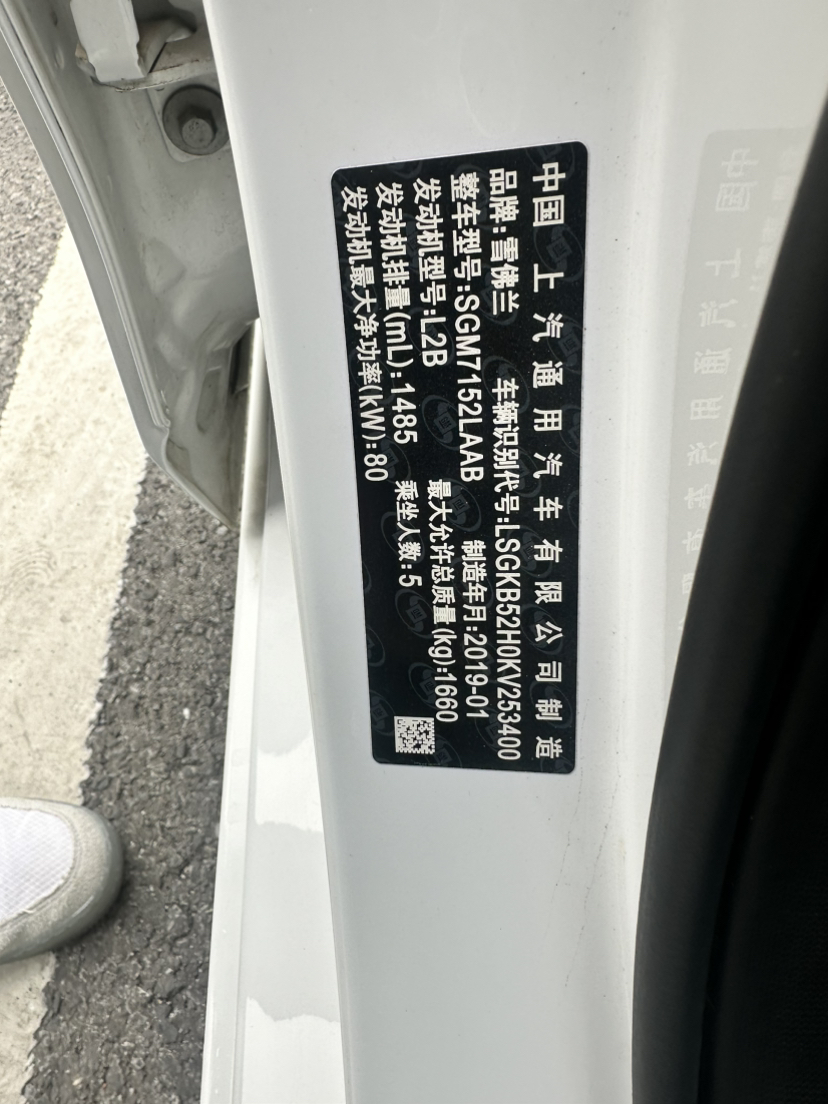 中国 上汽通用汽车有限公司制造
品牌:雪佛兰 车辆识别代号:LSGKB52H0KV253400
整车型号:SGM7152LAAB 制造年月:2019-01
发动机型号:L2B 最大允许总质量(kg):1660
发动机排量(mL):1485 乘坐人数:5
发动机最大净功率(kW):80